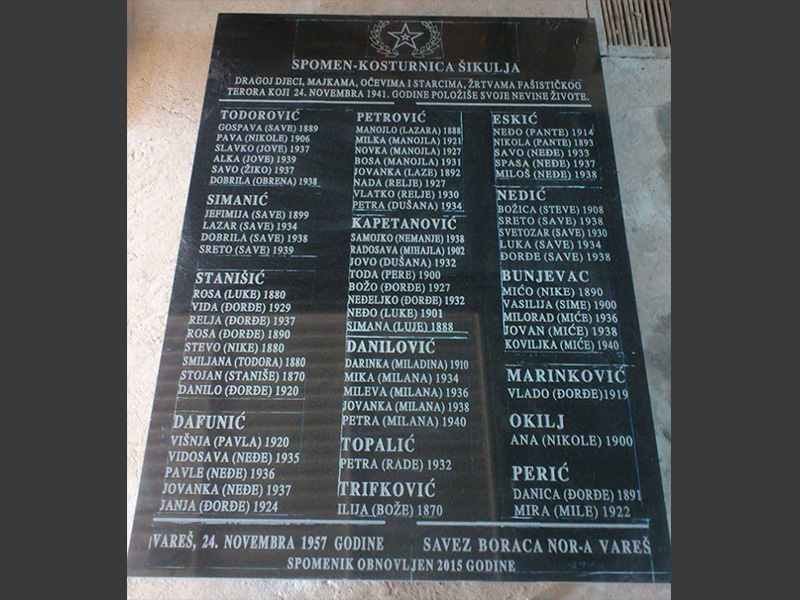 SPOMEN-KOSTURNICA ŠIKULJA
DRAGOJ DJECI, MAJKAMA, OČEVIMA I STARCIMA, ŽRTVAMA FAŠISTIČKOG
TERORA KOJI 24. NOVEMBRA 1941. GODINE POLOŽIŠE SVOJE NEVINE ŽIVOTE.
TODOROVIĆ
GOSPAVA (SAVE) 1889
PAVA (NIKOLE) 1906
SLAVKO (JOVE) 1937
ALKA (JOVE) 1939
SAVO (ŽIKO) 1937
DOBRILA (OBRENA) 1938
SIMANIĆ
JEFIMIJA (SAVE) 1899
LAZAR (SAVE) 1934
DOBRILA (SAVE) 1938
SRETO (SAVE) 1939
STANIŠIĆ
ROSA (LUKE) 1880
VIDA (ĐORĐE) 1929
RELJA (ĐORĐE) 1937
ROSA (ĐORĐE) 1890
STEVO (NIKE) 1880
SMILJANA (TODORA) 1880
STOJAN (STANIŠE) 1870
DANILO (ĐORĐE) 1920
DAFUNIĆ
VIŠNJA (PAVLA) 1920
VIDOSAVA (NEĐE) 1935
PAVLE (NEĐE) 1936
JOVANKA (NEĐE) 1937
JANJA (ĐORĐE) 1924
PETROVIĆ
MANOJLO (LAZARA) 1888
MILKA (MANOJLA) 1921
NOVKA (MANOJLA) 1927
BOSA (MANOJLA) 1931
JOVANKA (LAZE) 1892
NADA (RELJE) 1927
VLATKO (RELJE) 1930
PETRA (DUŠANA) 1934
KAPETANOVIĆ
SAMOJKO (NEMANJE) 1938
RADOSAVA (MIHAJLA) 1902
JOVO (DUŠANA) 1932
TODA (PERE) 1900
BOŽO (ĐORĐE) 1927
NEĐELJKO (ĐORĐE) 1932
NEĐO (LUKE) 1901
SIMANA (LUJE) 1888
DANILOVIĆ
DARINKA (MILADINA) 1910
MIKA (MILANA) 1934
MILEVA (MILANA) 1936
JOVANKA (MILANA) 1938
PETRA (MILANA) 1940
TOPALIĆ
PETRA (RADE) 1932
TRIFKOVIĆ
ILIJA (BOŽE) 1870
ESKIĆ
NEĐO (PANTE) 1914
NIKOLA (PANTE) 1893
SAVO (NEĐE) 1933
SPASA (NEĐE) 1937
MILOŠ (NEĐE) 1938
NEDIĆ
BOŽICA (STEVE) 1908
SRETO (SAVE) 1938
SVETOZAR (SAVE) 1930
LUKA (SAVE) 1934
ĐORĐE (SAVE) 1938
BUNJEVAC
MIĆO (NIKE) 1890
VASILIJA (SIME) 1900
MILORAD (MIĆE) 1936
JOVAN (MIĆE) 1938
KOVILJKA (MIĆE) 1940
MARINKOVIĆ
VLADO (ĐORĐE)1919
OKILJ
ANA (NIKOLE) 1900
PERIĆ
DANICA (ĐORĐE) 1891
MIRA (MILE) 1922
VAREŠ, 24. NOVEMBRA 1957 GODINE SAVEZ BORACA NOR-A VAREŠ
SPOMENIK OBNOVLJEN 2015 GODINE